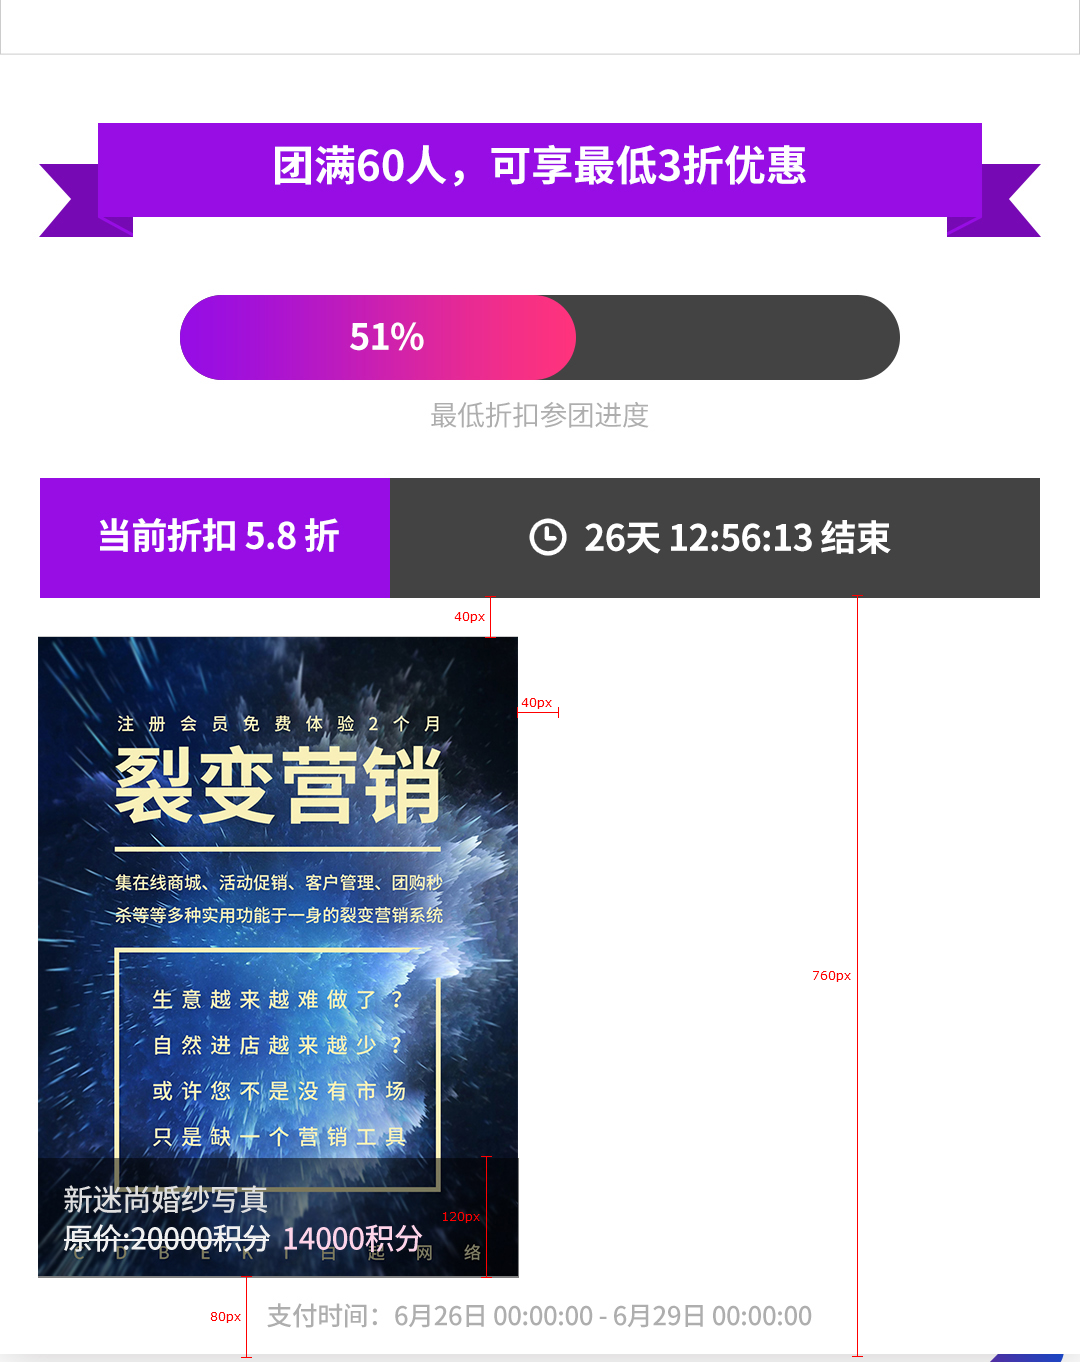 团满60人，可享最低3折优惠
51%
最低折扣参团进度
当前折扣 5.8 折
26天 12:56:13 结束
40px
40px
注册会员免费体验2个月
裂变营销
集在线商城、活动促销、客户管理、团购秒
杀等等多种实用功能于一身的裂变营销系统
760px
生意越来越难做了？
自然进店越来越少？
或许您不是没有市场
只是缺一个营销工具
新迷尚婚纱写真
120px
原价:20000积分 14000积分
CDBEKI百起网络
80px
支付时间：6月26日 00:00:00 - 6月29日 00:00:00